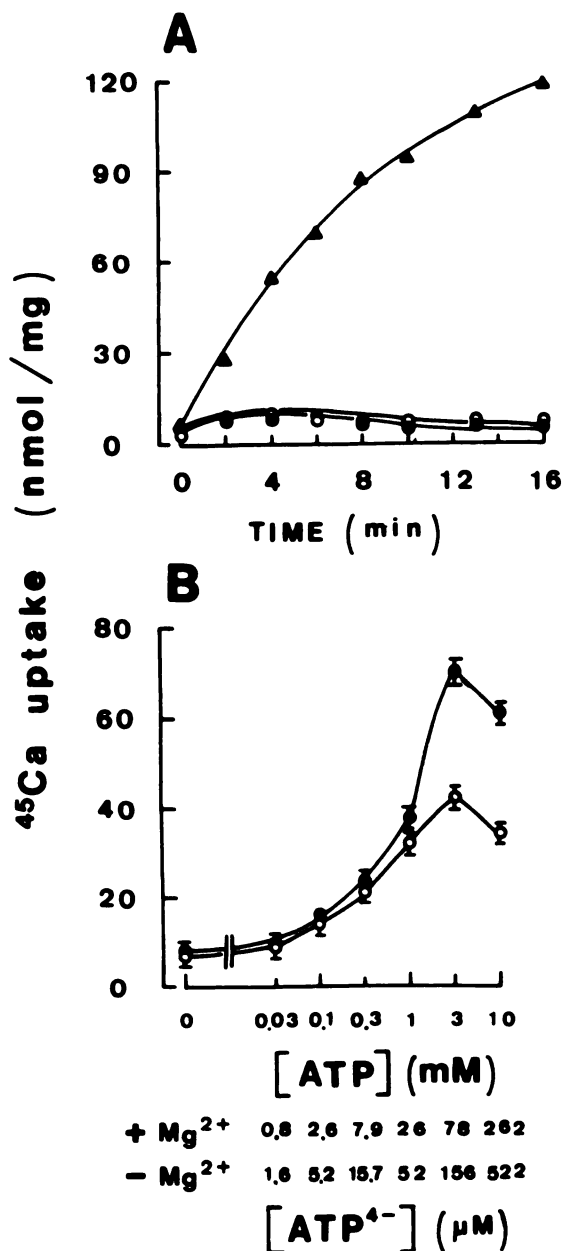 A
120
90
60
30
0
0 4 8 12 16
TIME (min)
45Ca uptake (nmol/mg)
B
80
60
40
20
0
0 0,03 0,1 0,3 1 3 10
[ATP] (mM)
+ Mg2+ 0,8 2,6 7,9 26 78 262
− Mg2+ 1,6 5,2 15,7 52 156 522
[ATP4−] (μM)